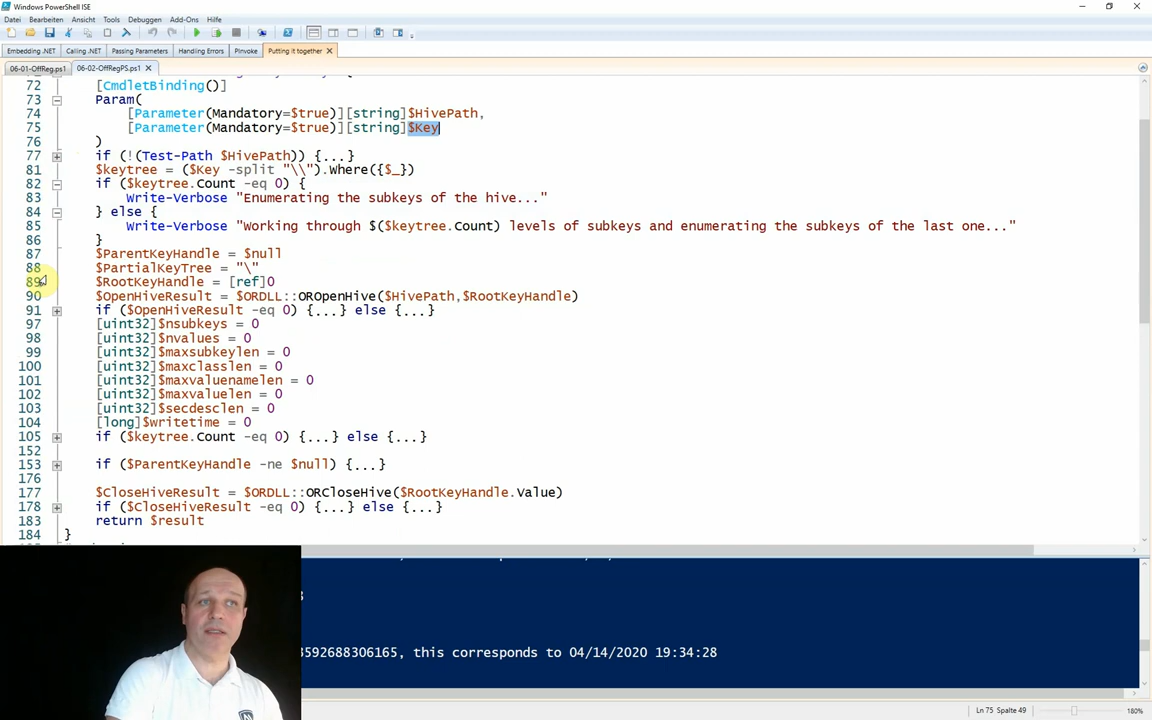 Windows PowerShell ISE
Datei Bearbeiten Ansicht Tools Debuggen Add-Ons Hilfe
Embedding .NET Calling .NET Passing Parameters Handling Errors PInvoke Putting it together
06-01-OffReg.ps1 06-02-OffRegPS.ps1
72 [CmdletBinding()]
73 Param(
74 [Parameter(Mandatory=$true)][string]$HivePath,
75 [Parameter(Mandatory=$true)][string]$Key
76 )
77 if (!(Test-Path $HivePath)) {...}
81 $keytree = ($Key -split "\\").Where({$_})
82 if ($keytree.Count -eq 0) {
83 Write-Verbose "Enumerating the subkeys of the hive..."
84 } else {
85 Write-Verbose "Working through $($keytree.Count) levels of subkeys and enumerating the subkeys of the last one..."
86 }
87 $ParentKeyHandle = $null
88 $PartialKeyTree = "\"
89 $RootKeyHandle = [ref]0
90 $OpenHiveResult = $ORDLL::OROpenHive($HivePath,$RootKeyHandle)
91 if ($OpenHiveResult -eq 0) {...} else {...}
97 [uint32]$nsubkeys = 0
98 [uint32]$nvalues = 0
99 [uint32]$maxsubkeylen = 0
100 [uint32]$maxclasslen = 0
101 [uint32]$maxvaluenamelen = 0
102 [uint32]$maxvaluelen = 0
103 [uint32]$secdesclen = 0
104 [long]$writetime = 0
105 if ($keytree.Count -eq 0) {...} else {...}
152
153 if ($ParentKeyHandle -ne $null) {...}
176
177 $CloseHiveResult = $ORDLL::ORCloseHive($RootKeyHandle.Value)
178 if ($CloseHiveResult -eq 0) {...} else {...}
183 return $result
184 }
3592688306165, this corresponds to 04/14/2020 19:34:28
Ln 75 Spalte 49 180%